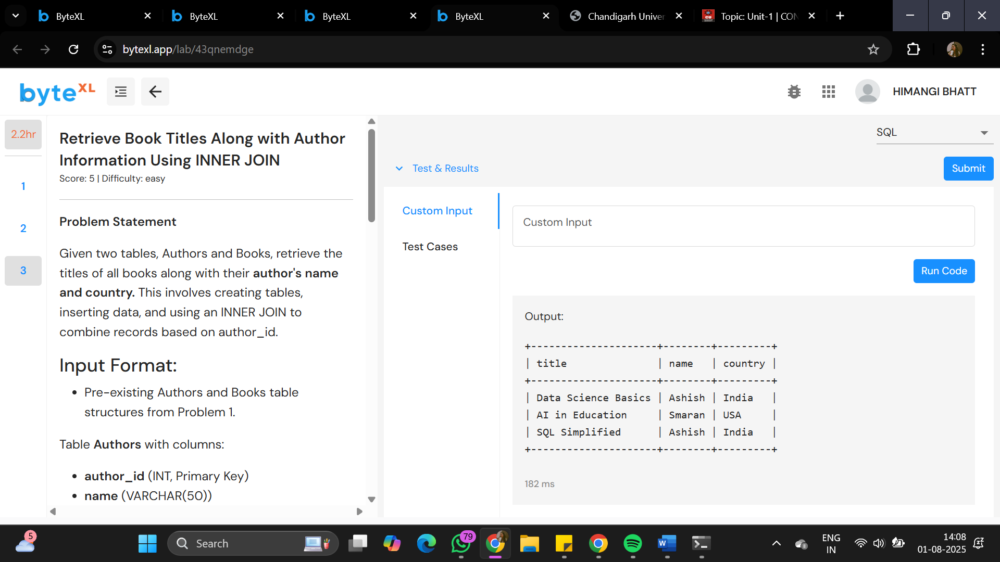 ByteXL
ByteXL
ByteXL
ByteXL
Chandigarh Univer
Topic: Unit-1 | CON
bytexl.app/lab/43qnemdge
byteXL
HIMANGI BHATT
2.2hr
1
2
3
Retrieve Book Titles Along with Author
Information Using INNER JOIN
Score: 5 | Difficulty: easy
Problem Statement
Given two tables, Authors and Books, retrieve the
titles of all books along with their author's name
and country. This involves creating tables,
inserting data, and using an INNER JOIN to
combine records based on author_id.
Input Format:
• Pre-existing Authors and Books table
structures from Problem 1.
Table Authors with columns:
• author_id (INT, Primary Key)
• name (VARCHAR(50))
SQL
Test & Results
Submit
Custom Input
Test Cases
Custom Input
Run Code
Output:
+---------------------+--------+---------+
| title               | name   | country |
+---------------------+--------+---------+
| Data Science Basics | Ashish | India   |
| AI in Education     | Smaran | USA     |
| SQL Simplified      | Ashish | India   |
+---------------------+--------+---------+
182 ms
5
Search
79
ENG
IN
14:08
01-08-2025